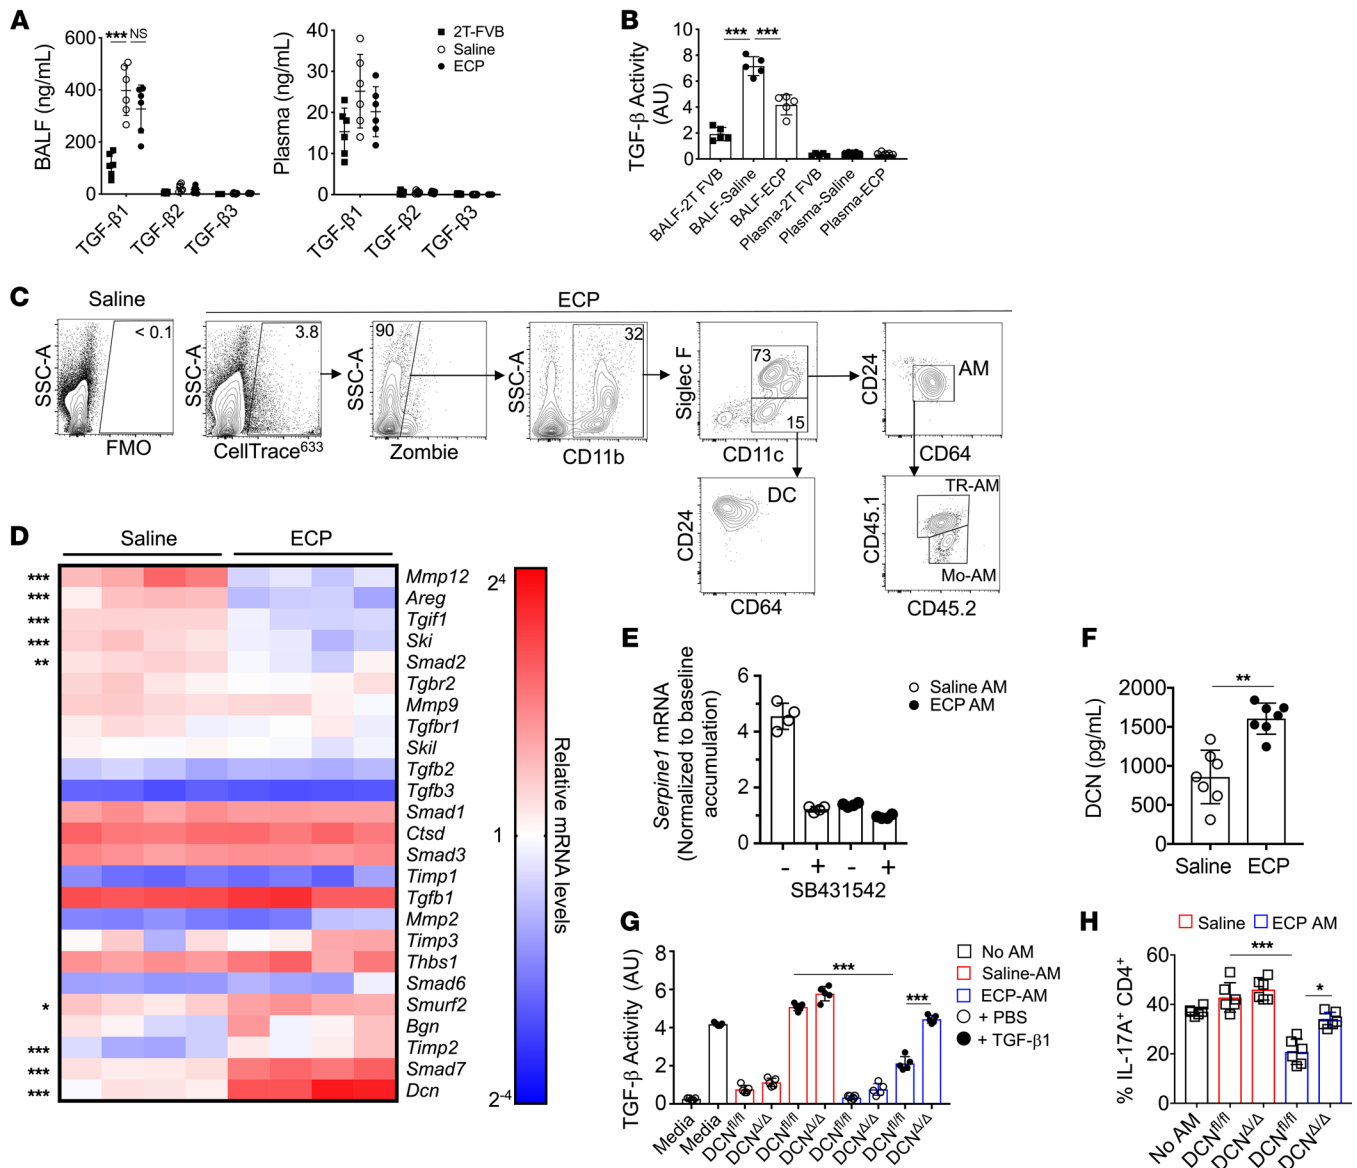 A
BALF (ng/mL)
600
400
200
0
*** NS
TGF-β1
TGF-β2
TGF-β3
Plasma (ng/mL)
40
30
20
10
0
TGF-β1
TGF-β2
TGF-β3
2T-FVB
Saline
ECP
B
TGF-β Activity
(AU)
10
8
6
4
2
0
*** ***
BALF-2T FVB
BALF-Saline
BALF-ECP
Plasma-2T FVB
Plasma-Saline
Plasma-ECP
C
Saline
ECP
SSC-A
< 0.1
FMO
SSC-A
3.8
CellTrace⁶³³
SSC-A
90
Zombie
SSC-A
32
CD11b
Siglec F
73
15
CD11c
CD24
AM
CD64
CD24
DC
CD64
CD45.1
TR-AM
Mo-AM
CD45.2
D
Saline
ECP
*** Mmp12
*** Areg
*** Tgif1
*** Ski
** Smad2
Tgbr2
Mmp9
Tgfbr1
Skil
Tgfb2
Tgfb3
Smad1
Ctsd
Smad3
Timp1
Tgfb1
Mmp2
Timp3
Thbs1
Smad6
* Smurf2
Bgn
*** Timp2
*** Smad7
*** Dcn
2⁴
1
2⁻⁴
Relative mRNA levels
E
Serpine1 mRNA
(Normalized to baseline
accumulation)
6
4
2
0
- + - +
SB431542
Saline AM
ECP AM
F
DCN (pg/mL)
2000
1500
1000
500
0
**
Saline
ECP
G
TGF-β Activity (AU)
8
6
4
2
0
***
***
Media
Media
DCNfl/fl
DCNΔ/Δ
DCNfl/fl
DCNΔ/Δ
DCNfl/fl
DCNΔ/Δ
DCNfl/fl
DCNΔ/Δ
No AM
Saline-AM
ECP-AM
+ PBS
+ TGF-β1
H
Saline
ECP AM
% IL-17A⁺ CD4⁺
60
40
20
0
***
*
No AM
DCNfl/fl
DCNΔ/Δ
DCNfl/fl
DCNΔ/Δ